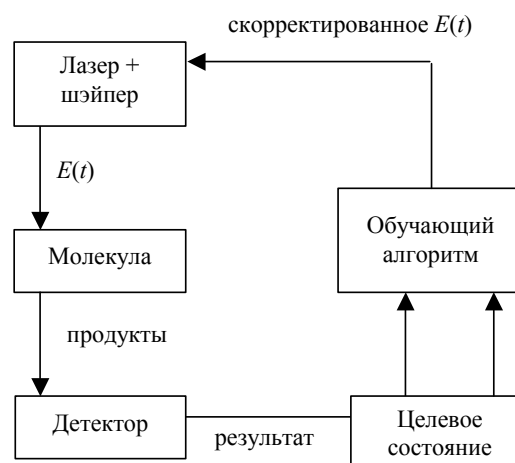 скорректированное E(t)
Лазер +
шэйпер
E(t)
Обучающий
алгоритм
Молекула
продукты
Детектор
результат
Целевое
состояние